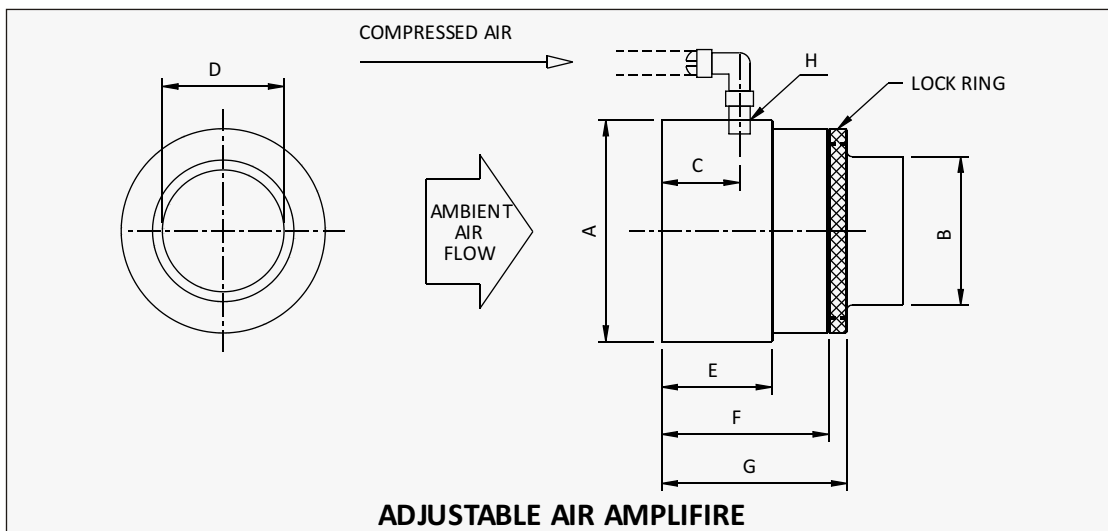 COMPRESSED AIR
D
H
LOCK RING
C
AMBIENT
AIR
FLOW
A
B
E
F
G
ADJUSTABLE AIR AMPLIFIRE